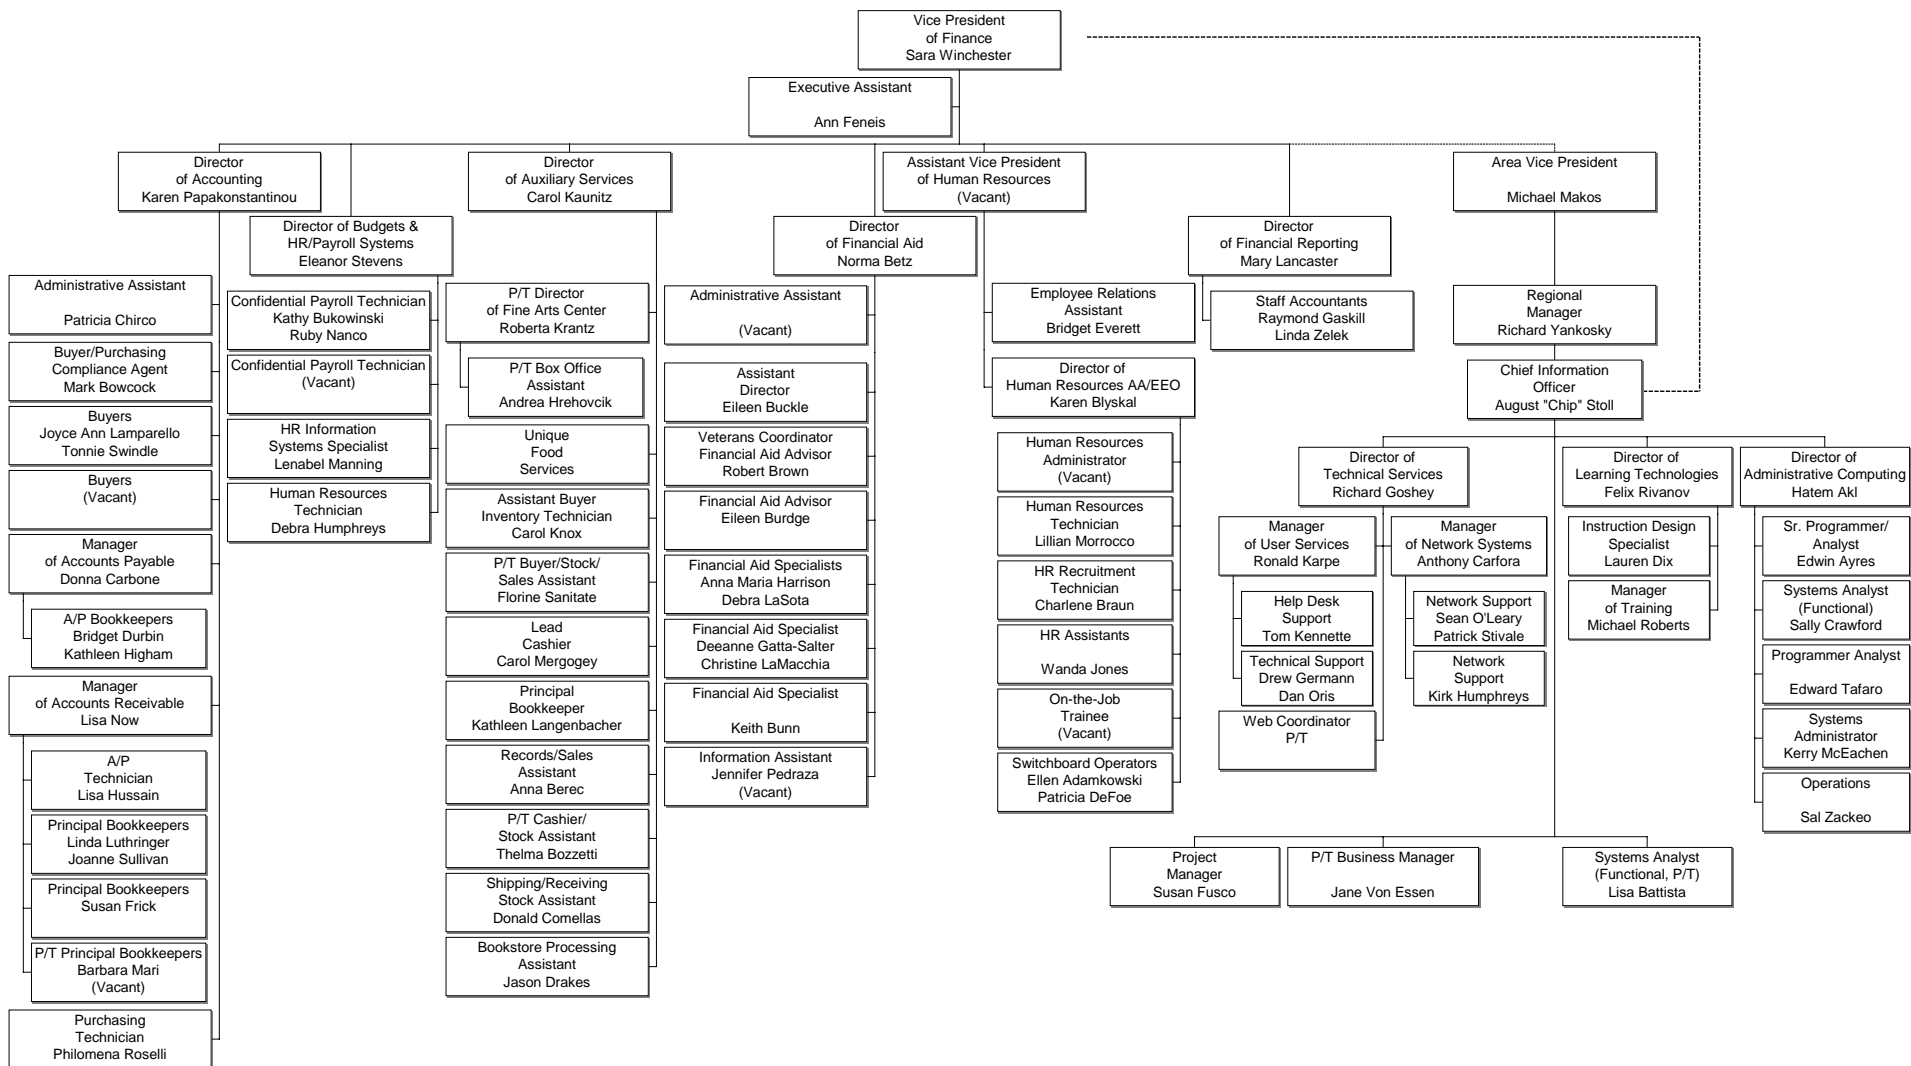 Vice President
of Finance
Sara Winchester
Executive Assistant
Ann Feneis
Director
of Accounting
Karen Papakonstantinou
Director
of Auxiliary Services
Carol Kaunitz
Assistant Vice President
of Human Resources
(Vacant)
Area Vice President
Michael Makos
Director of Budgets &
HR/Payroll Systems
Eleanor Stevens
Director
of Financial Aid
Norma Betz
Director
of Financial Reporting
Mary Lancaster
Administrative Assistant
Patricia Chirco
Buyer/Purchasing
Compliance Agent
Mark Bowcock
Buyers
Joyce Ann Lamparello
Tonnie Swindle
Buyers
(Vacant)
Manager
of Accounts Payable
Donna Carbone
A/P Bookkeepers
Bridget Durbin
Kathleen Higham
Manager
of Accounts Receivable
Lisa Now
A/P
Technician
Lisa Hussain
Principal Bookkeepers
Linda Luthringer
Joanne Sullivan
Principal Bookkeepers
Susan Frick
P/T Principal Bookkeepers
Barbara Mari
(Vacant)
Purchasing
Technician
Philomena Roselli
Confidential Payroll Technician
Kathy Bukowinski
Ruby Nanco
Confidential Payroll Technician
(Vacant)
HR Information
Systems Specialist
Lenabel Manning
Human Resources
Technician
Debra Humphreys
P/T Director
of Fine Arts Center
Roberta Krantz
P/T Box Office
Assistant
Andrea Hrehovcik
Unique
Food
Services
Assistant Buyer
Inventory Technician
Carol Knox
P/T Buyer/Stock/
Sales Assistant
Florine Sanitate
Lead
Cashier
Carol Mergogey
Principal
Bookkeeper
Kathleen Langenbacher
Records/Sales
Assistant
Anna Berec
P/T Cashier/
Stock Assistant
Thelma Bozzetti
Shipping/Receiving
Stock Assistant
Donald Comellas
Bookstore Processing
Assistant
Jason Drakes
Administrative Assistant
(Vacant)
Assistant
Director
Eileen Buckle
Veterans Coordinator
Financial Aid Advisor
Robert Brown
Financial Aid Advisor
Eileen Burdge
Financial Aid Specialists
Anna Maria Harrison
Debra LaSota
Financial Aid Specialist
Deeanne Gatta-Salter
Christine LaMacchia
Financial Aid Specialist
Keith Bunn
Information Assistant
Jennifer Pedraza
(Vacant)
Employee Relations
Assistant
Bridget Everett
Director of
Human Resources AA/EEO
Karen Blyskal
Human Resources
Administrator
(Vacant)
Human Resources
Technician
Lillian Morrocco
HR Recruitment
Technician
Charlene Braun
HR Assistants
Wanda Jones
On-the-Job
Trainee
(Vacant)
Switchboard Operators
Ellen Adamkowski
Patricia DeFoe
Staff Accountants
Raymond Gaskill
Linda Zelek
Regional
Manager
Richard Yankosky
Chief Information
Officer
August "Chip" Stoll
Director of
Technical Services
Richard Goshey
Director of
Learning Technologies
Felix Rivanov
Director of
Administrative Computing
Hatem Akl
Manager
of User Services
Ronald Karpe
Help Desk
Support
Tom Kennette
Technical Support
Drew Germann
Dan Oris
Web Coordinator
P/T
Manager
of Network Systems
Anthony Carfora
Network Support
Sean O'Leary
Patrick Stivale
Network
Support
Kirk Humphreys
Instruction Design
Specialist
Lauren Dix
Manager
of Training
Michael Roberts
Sr. Programmer/
Analyst
Edwin Ayres
Systems Analyst
(Functional)
Sally Crawford
Programmer Analyst
Edward Tafaro
Systems
Administrator
Kerry McEachen
Operations
Sal Zackeo
Project
Manager
Susan Fusco
P/T Business Manager
Jane Von Essen
Systems Analyst
(Functional, P/T)
Lisa Battista